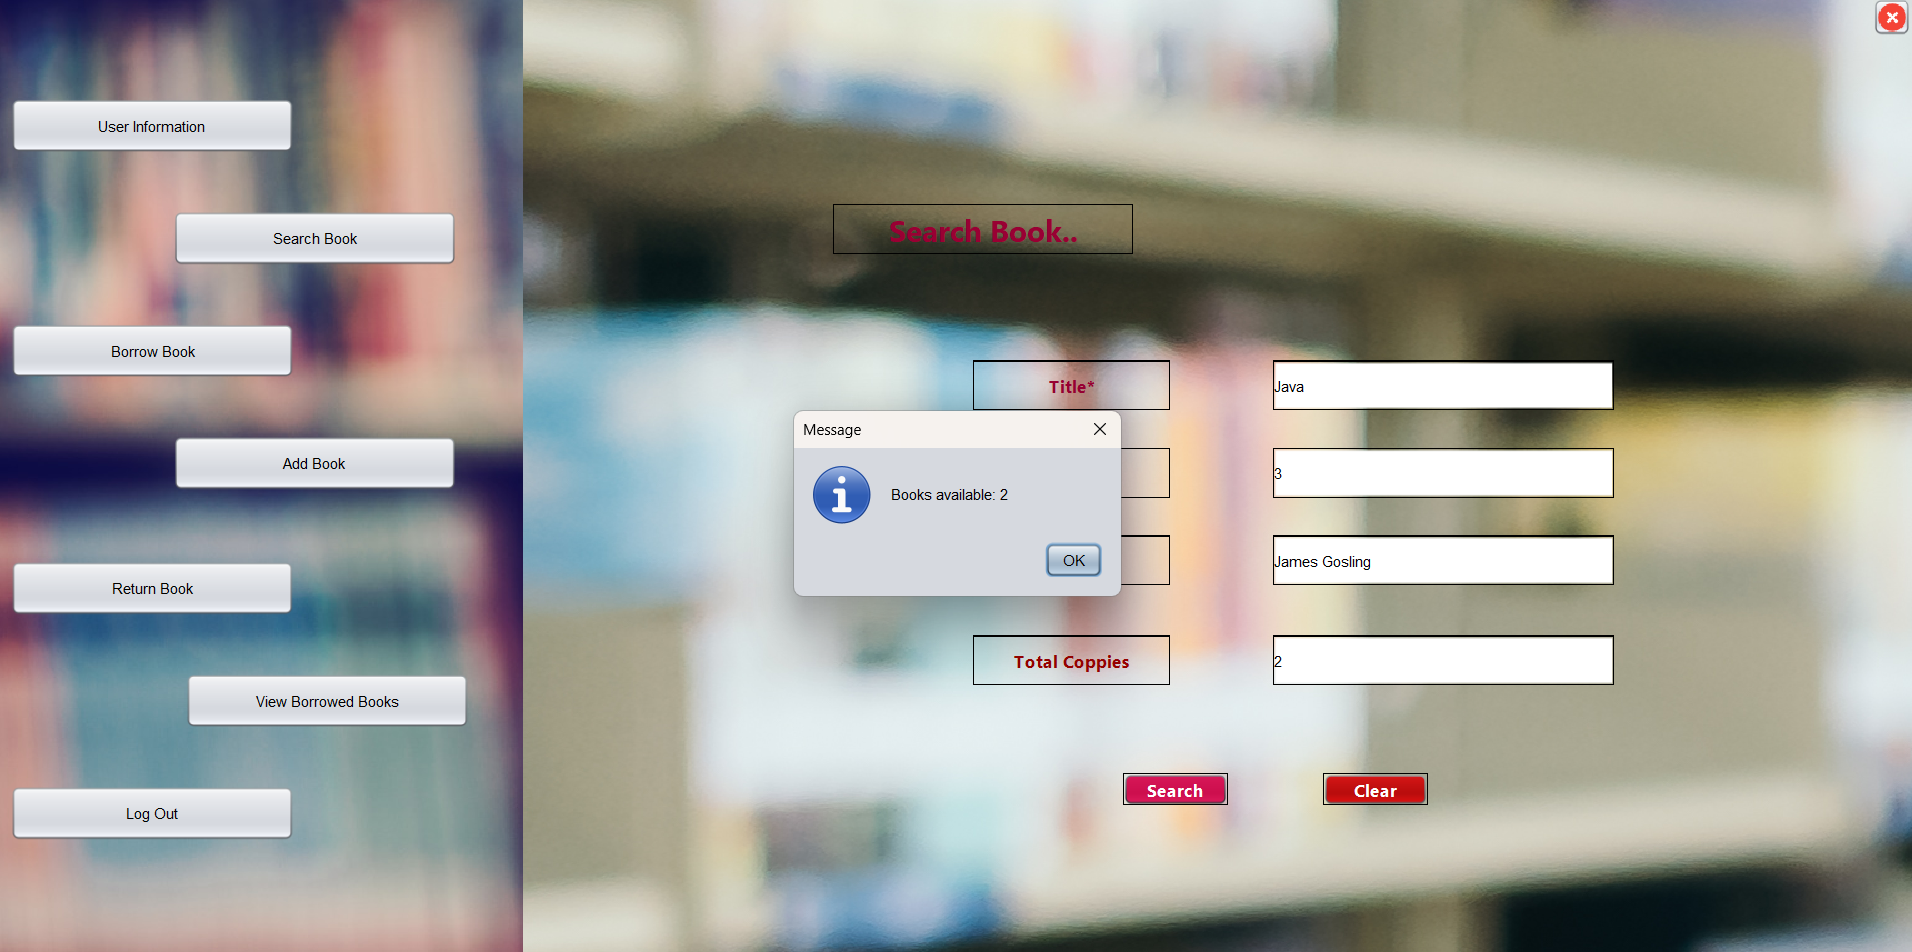 User Information
Search Book
Borrow Book
Add Book
Return Book
View Borrowed Books
Log Out
Search Book..
Title*
Java
3
James Gosling
Total Coppies
2
Message
Books available: 2
OK
Search
Clear